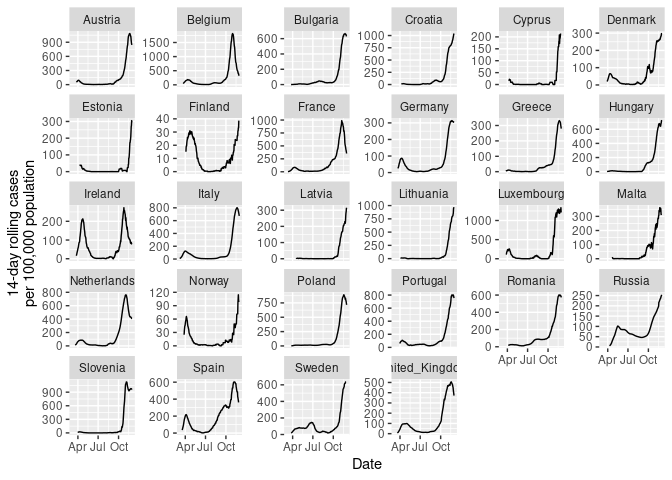 Austria Belgium Bulgaria Croatia Cyprus Denmark
900 600 300 0
1500 1000 500 0
600 400 200 0
1000 750 500 250 0
200 150 100 50 0
300 200 100 0
Estonia Finland France Germany Greece Hungary
300 200 100 0
40 30 20 10 0
1000 750 500 250 0
300 200 100 0
300 200 100 0
600 400 200 0
Ireland Italy Latvia Lithuania Luxembourg Malta
200 100 0
800 600 400 200 0
300 200 100 0
1000 750 500 250 0
1000 500 0
300 200 100 0
Netherlands Norway Poland Portugal Romania Russia
800 600 400 200 0
120 90 60 30 0
750 500 250 0
800 600 400 200 0
600 400 200 0
250 200 150 100 50 0
Apr Jul Oct Apr Jul Oct
Slovenia Spain Sweden nited_Kingdo
900 600 300 0
600 400 200 0
600 400 200 0
500 400 300 200 100 0
Apr Jul Oct Apr Jul Oct Apr Jul Oct Apr Jul Oct
Date
14-day rolling cases
per 100,000 population